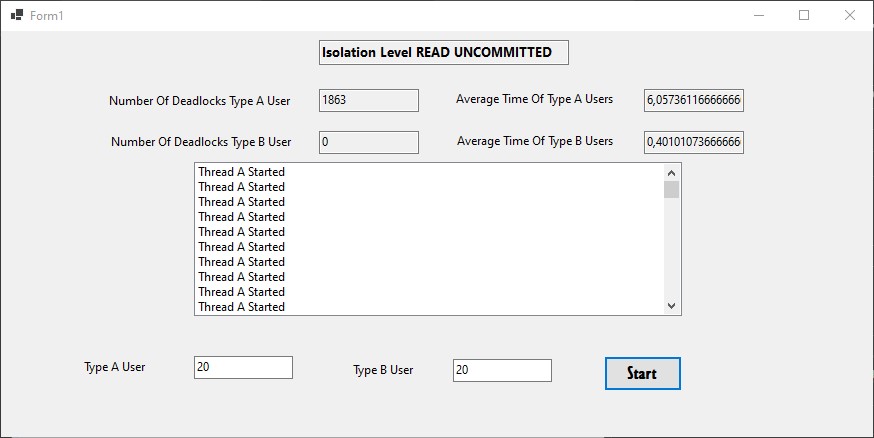 Form1
Isolation Level READ UNCOMMITTED
Number Of Deadlocks Type A User 1863 Average Time Of Type A Users 6,05736116666666
Number Of Deadlocks Type B User 0 Average Time Of Type B Users 0,40101073666666
Thread A Started
Thread A Started
Thread A Started
Thread A Started
Thread A Started
Thread A Started
Thread A Started
Thread A Started
Thread A Started
Thread A Started
Type A User 20 Type B User 20 Start